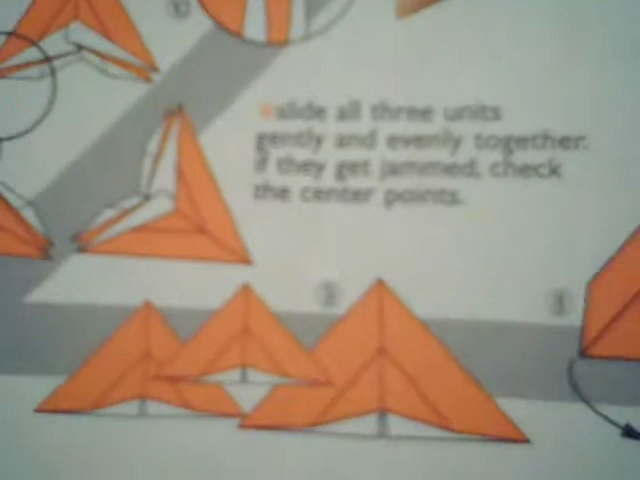 slide all three units
gently and evenly together.
If they get jammed, check
the center points.